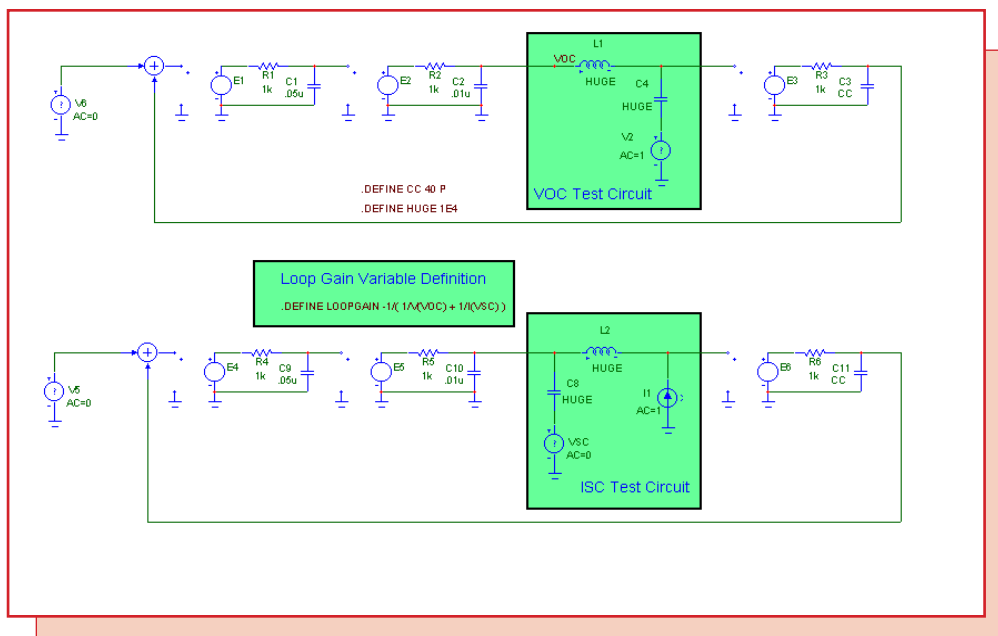 L1
VOC
HUGE
C4
HUGE
V2
AC=1
VOC Test Circuit
V6
AC=0
E1
R1
1k
C1
.05u
E2
R2
1k
C2
.01u
E3
R3
1k
C3
CC
.DEFINE CC 40 P
.DEFINE HUGE 1E4
Loop Gain Variable Definition
.DEFINE LOOPGAIN -1/( 1/V(VOC) + 1/I(VSC) )
V5
AC=0
E4
R4
1k
C9
.05u
E5
R5
1k
C10
.01u
L2
HUGE
C8
HUGE
I1
AC=1
VSC
AC=0
ISC Test Circuit
E6
R6
1k
C11
CC